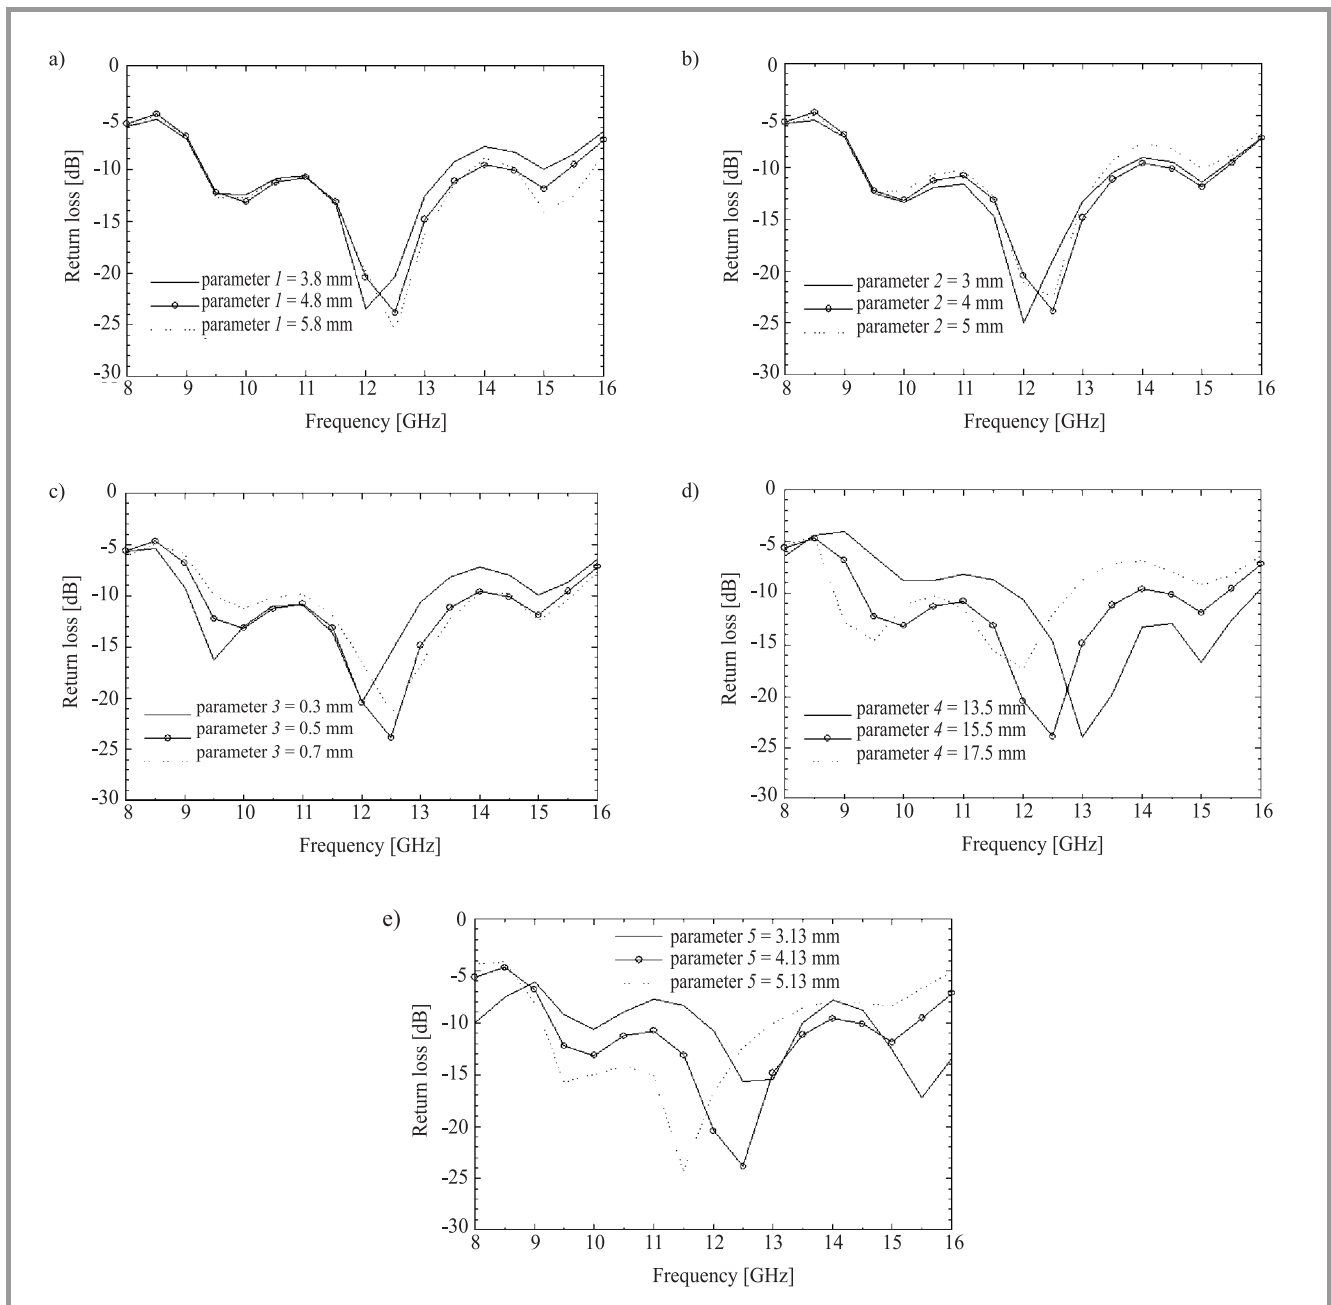 a)
0
-5
-10
-15
-20
-25
-30
Return loss [dB]
parameter 1 = 3.8 mm
parameter 1 = 4.8 mm
parameter 1 = 5.8 mm
8 9 10 11 12 13 14 15 16
Frequency [GHz]
b)
0
-5
-10
-15
-20
-25
-30
Return loss [dB]
parameter 2 = 3 mm
parameter 2 = 4 mm
parameter 2 = 5 mm
8 9 10 11 12 13 14 15 16
Frequency [GHz]
c)
0
-5
-10
-15
-20
-25
-30
Return loss [dB]
parameter 3 = 0.3 mm
parameter 3 = 0.5 mm
parameter 3 = 0.7 mm
8 9 10 11 12 13 14 15 16
Frequency [GHz]
d)
0
-5
-10
-15
-20
-25
-30
Return loss [dB]
parameter 4 = 13.5 mm
parameter 4 = 15.5 mm
parameter 4 = 17.5 mm
8 9 10 11 12 13 14 15 16
Frequency [GHz]
e)
0
-5
-10
-15
-20
-25
-30
Return loss [dB]
parameter 5 = 3.13 mm
parameter 5 = 4.13 mm
parameter 5 = 5.13 mm
8 9 10 11 12 13 14 15 16
Frequency [GHz]